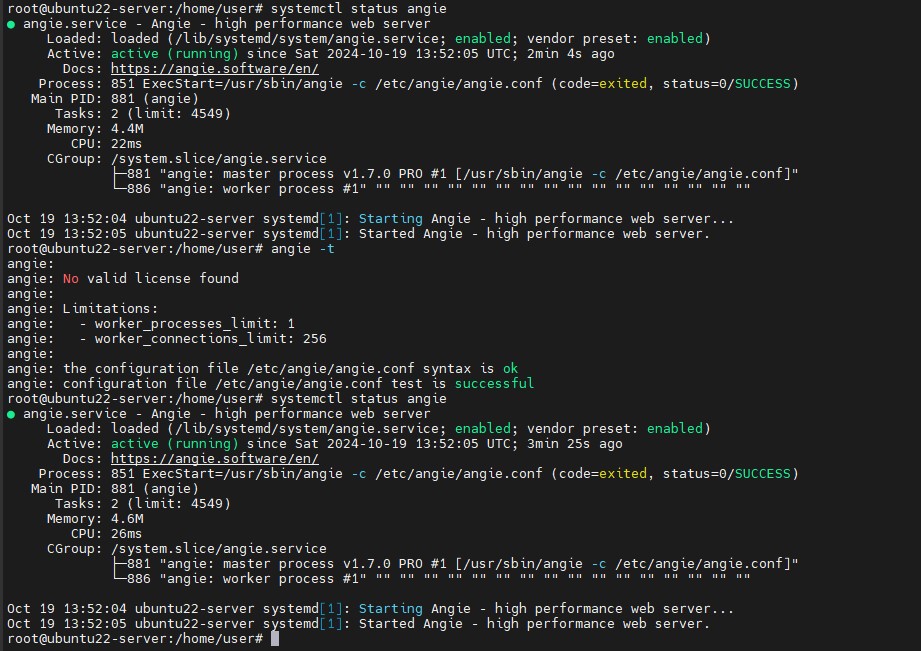 root@ubuntu22-server:/home/user# systemctl status angie
● angie.service - Angie - high performance web server
     Loaded: loaded (/lib/systemd/system/angie.service; enabled; vendor preset: enabled)
     Active: active (running) since Sat 2024-10-19 13:52:05 UTC; 2min 4s ago
       Docs: https://angie.software/en/
    Process: 851 ExecStart=/usr/sbin/angie -c /etc/angie/angie.conf (code=exited, status=0/SUCCESS)
   Main PID: 881 (angie)
      Tasks: 2 (limit: 4549)
     Memory: 4.4M
        CPU: 22ms
     CGroup: /system.slice/angie.service
             ├─881 "angie: master process v1.7.0 PRO #1 [/usr/sbin/angie -c /etc/angie/angie.conf]"
             └─886 "angie: worker process #1" "" "" "" "" "" "" "" "" "" "" "" "" "" "" "" "" ""

Oct 19 13:52:04 ubuntu22-server systemd[1]: Starting Angie - high performance web server...
Oct 19 13:52:05 ubuntu22-server systemd[1]: Started Angie - high performance web server.
root@ubuntu22-server:/home/user# angie -t
angie:
angie: No valid license found
angie:
angie: Limitations:
angie:   - worker_processes_limit: 1
angie:   - worker_connections_limit: 256
angie:
angie: the configuration file /etc/angie/angie.conf syntax is ok
angie: configuration file /etc/angie/angie.conf test is successful
root@ubuntu22-server:/home/user# systemctl status angie
● angie.service - Angie - high performance web server
     Loaded: loaded (/lib/systemd/system/angie.service; enabled; vendor preset: enabled)
     Active: active (running) since Sat 2024-10-19 13:52:05 UTC; 3min 25s ago
       Docs: https://angie.software/en/
    Process: 851 ExecStart=/usr/sbin/angie -c /etc/angie/angie.conf (code=exited, status=0/SUCCESS)
   Main PID: 881 (angie)
      Tasks: 2 (limit: 4549)
     Memory: 4.6M
        CPU: 26ms
     CGroup: /system.slice/angie.service
             ├─881 "angie: master process v1.7.0 PRO #1 [/usr/sbin/angie -c /etc/angie/angie.conf]"
             └─886 "angie: worker process #1" "" "" "" "" "" "" "" "" "" "" "" "" "" "" "" "" ""

Oct 19 13:52:04 ubuntu22-server systemd[1]: Starting Angie - high performance web server...
Oct 19 13:52:05 ubuntu22-server systemd[1]: Started Angie - high performance web server.
root@ubuntu22-server:/home/user#